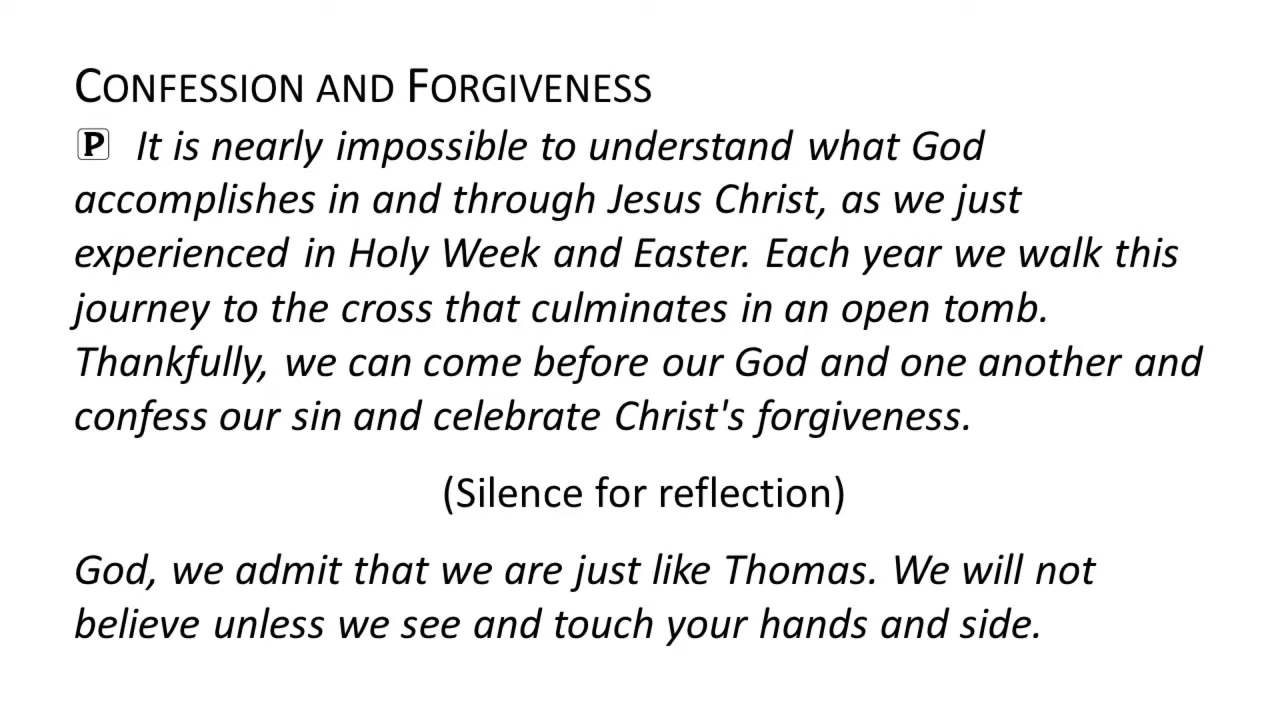 CONFESSION AND FORGIVENESS
P It is nearly impossible to understand what God
accomplishes in and through Jesus Christ, as we just
experienced in Holy Week and Easter. Each year we walk this
journey to the cross that culminates in an open tomb.
Thankfully, we can come before our God and one another and
confess our sin and celebrate Christ's forgiveness.
(Silence for reflection)
God, we admit that we are just like Thomas. We will not
believe unless we see and touch your hands and side.